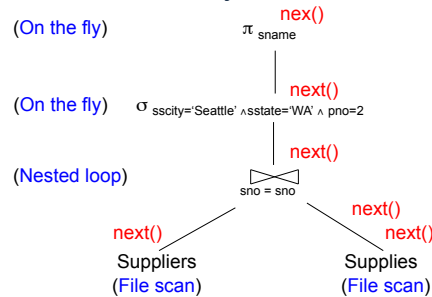 nex()
(On the fly) π sname
next()
(On the fly) σ sscity='Seattle' ∧sstate='WA' ∧ pno=2
next()
(Nested loop)
sno = sno
next()
next() next()
Suppliers Supplies
(File scan) (File scan)